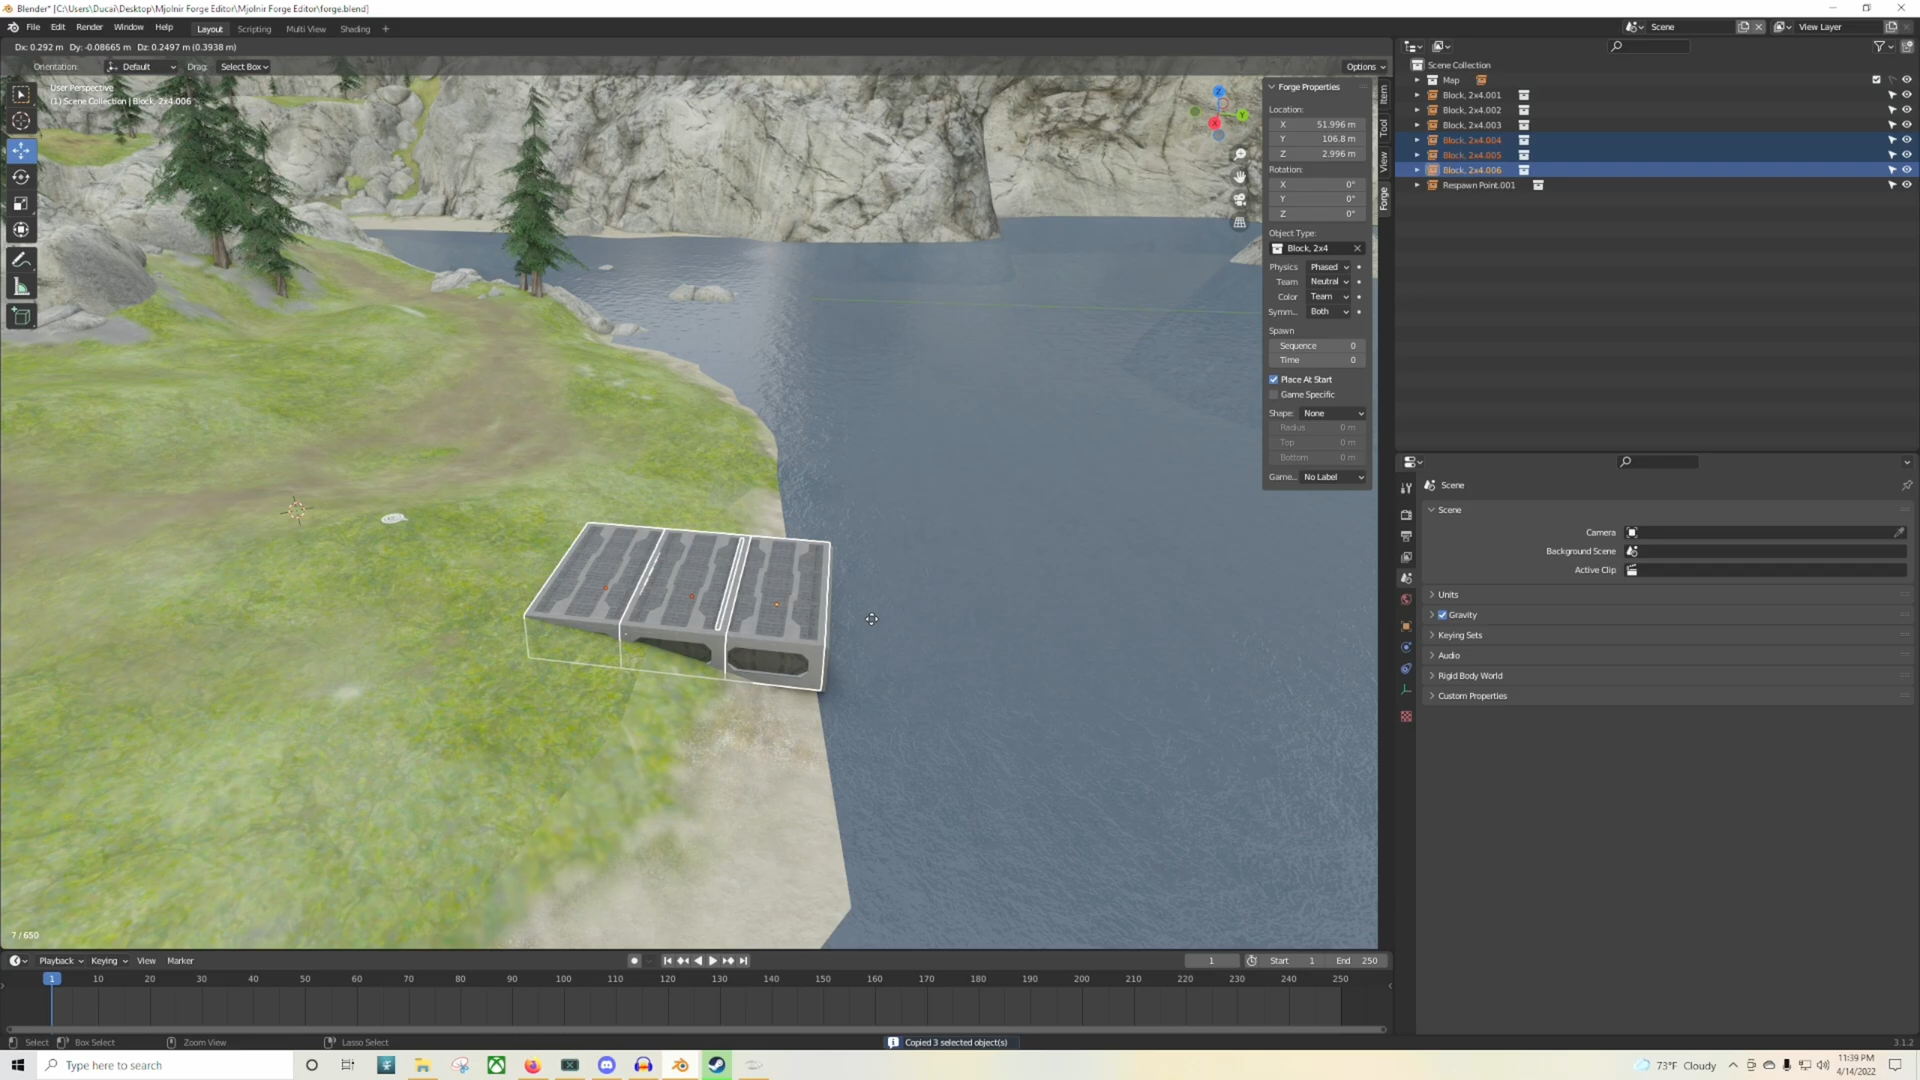 Blender* [C:\Users\Ducai\Desktop\Mjolnir Forge Editor\Mjolnir Forge Editor\forge.blend]
File Edit Render Window Help Layout Scripting Multi View Shading +
Scene View Layer
Dx: 0.292 m Dy: -0.08665 m Dz: 0.2497 m (0.3938 m)
Orientation: Default Drag: Select Box Options
User Perspective
(1) Scene Collection | Block, 2x4.006
Forge Properties
Location:
X 51.996 m
Y 106.8 m
Z 2.996 m
Rotation:
X 0°
Y 0°
Z 0°
Object Type:
Block, 2x4
Physics Phased
Team Neutral
Color Team
Symm.. Both
Spawn
Sequence 0
Time 0
Place At Start
Game Specific
Shape: None
Radius 0 m
Top 0 m
Bottom 0 m
Game... No Label
Item
Tool
View
Forge
Z
Y
X
Scene Collection
Map
Block, 2x4.001
Block, 2x4.002
Block, 2x4.003
Block, 2x4.004
Block, 2x4.005
Block, 2x4.006
Respawn Point.001
Scene
Scene
Camera
Background Scene
Active Clip
Units
Gravity
Keying Sets
Audio
Rigid Body World
Custom Properties
7 / 650
Playback Keying View Marker
1 Start 1 End 250
1 10 20 30 40 50 60 70 80 90 100 110 120 130 140 150 160 170 180 190 200 210 220 230 240 250
Select Box Select Zoom View Lasso Select Copied 3 selected object(s) 3.1.2
Type here to search
73°F Cloudy
11:39 PM
4/14/2022